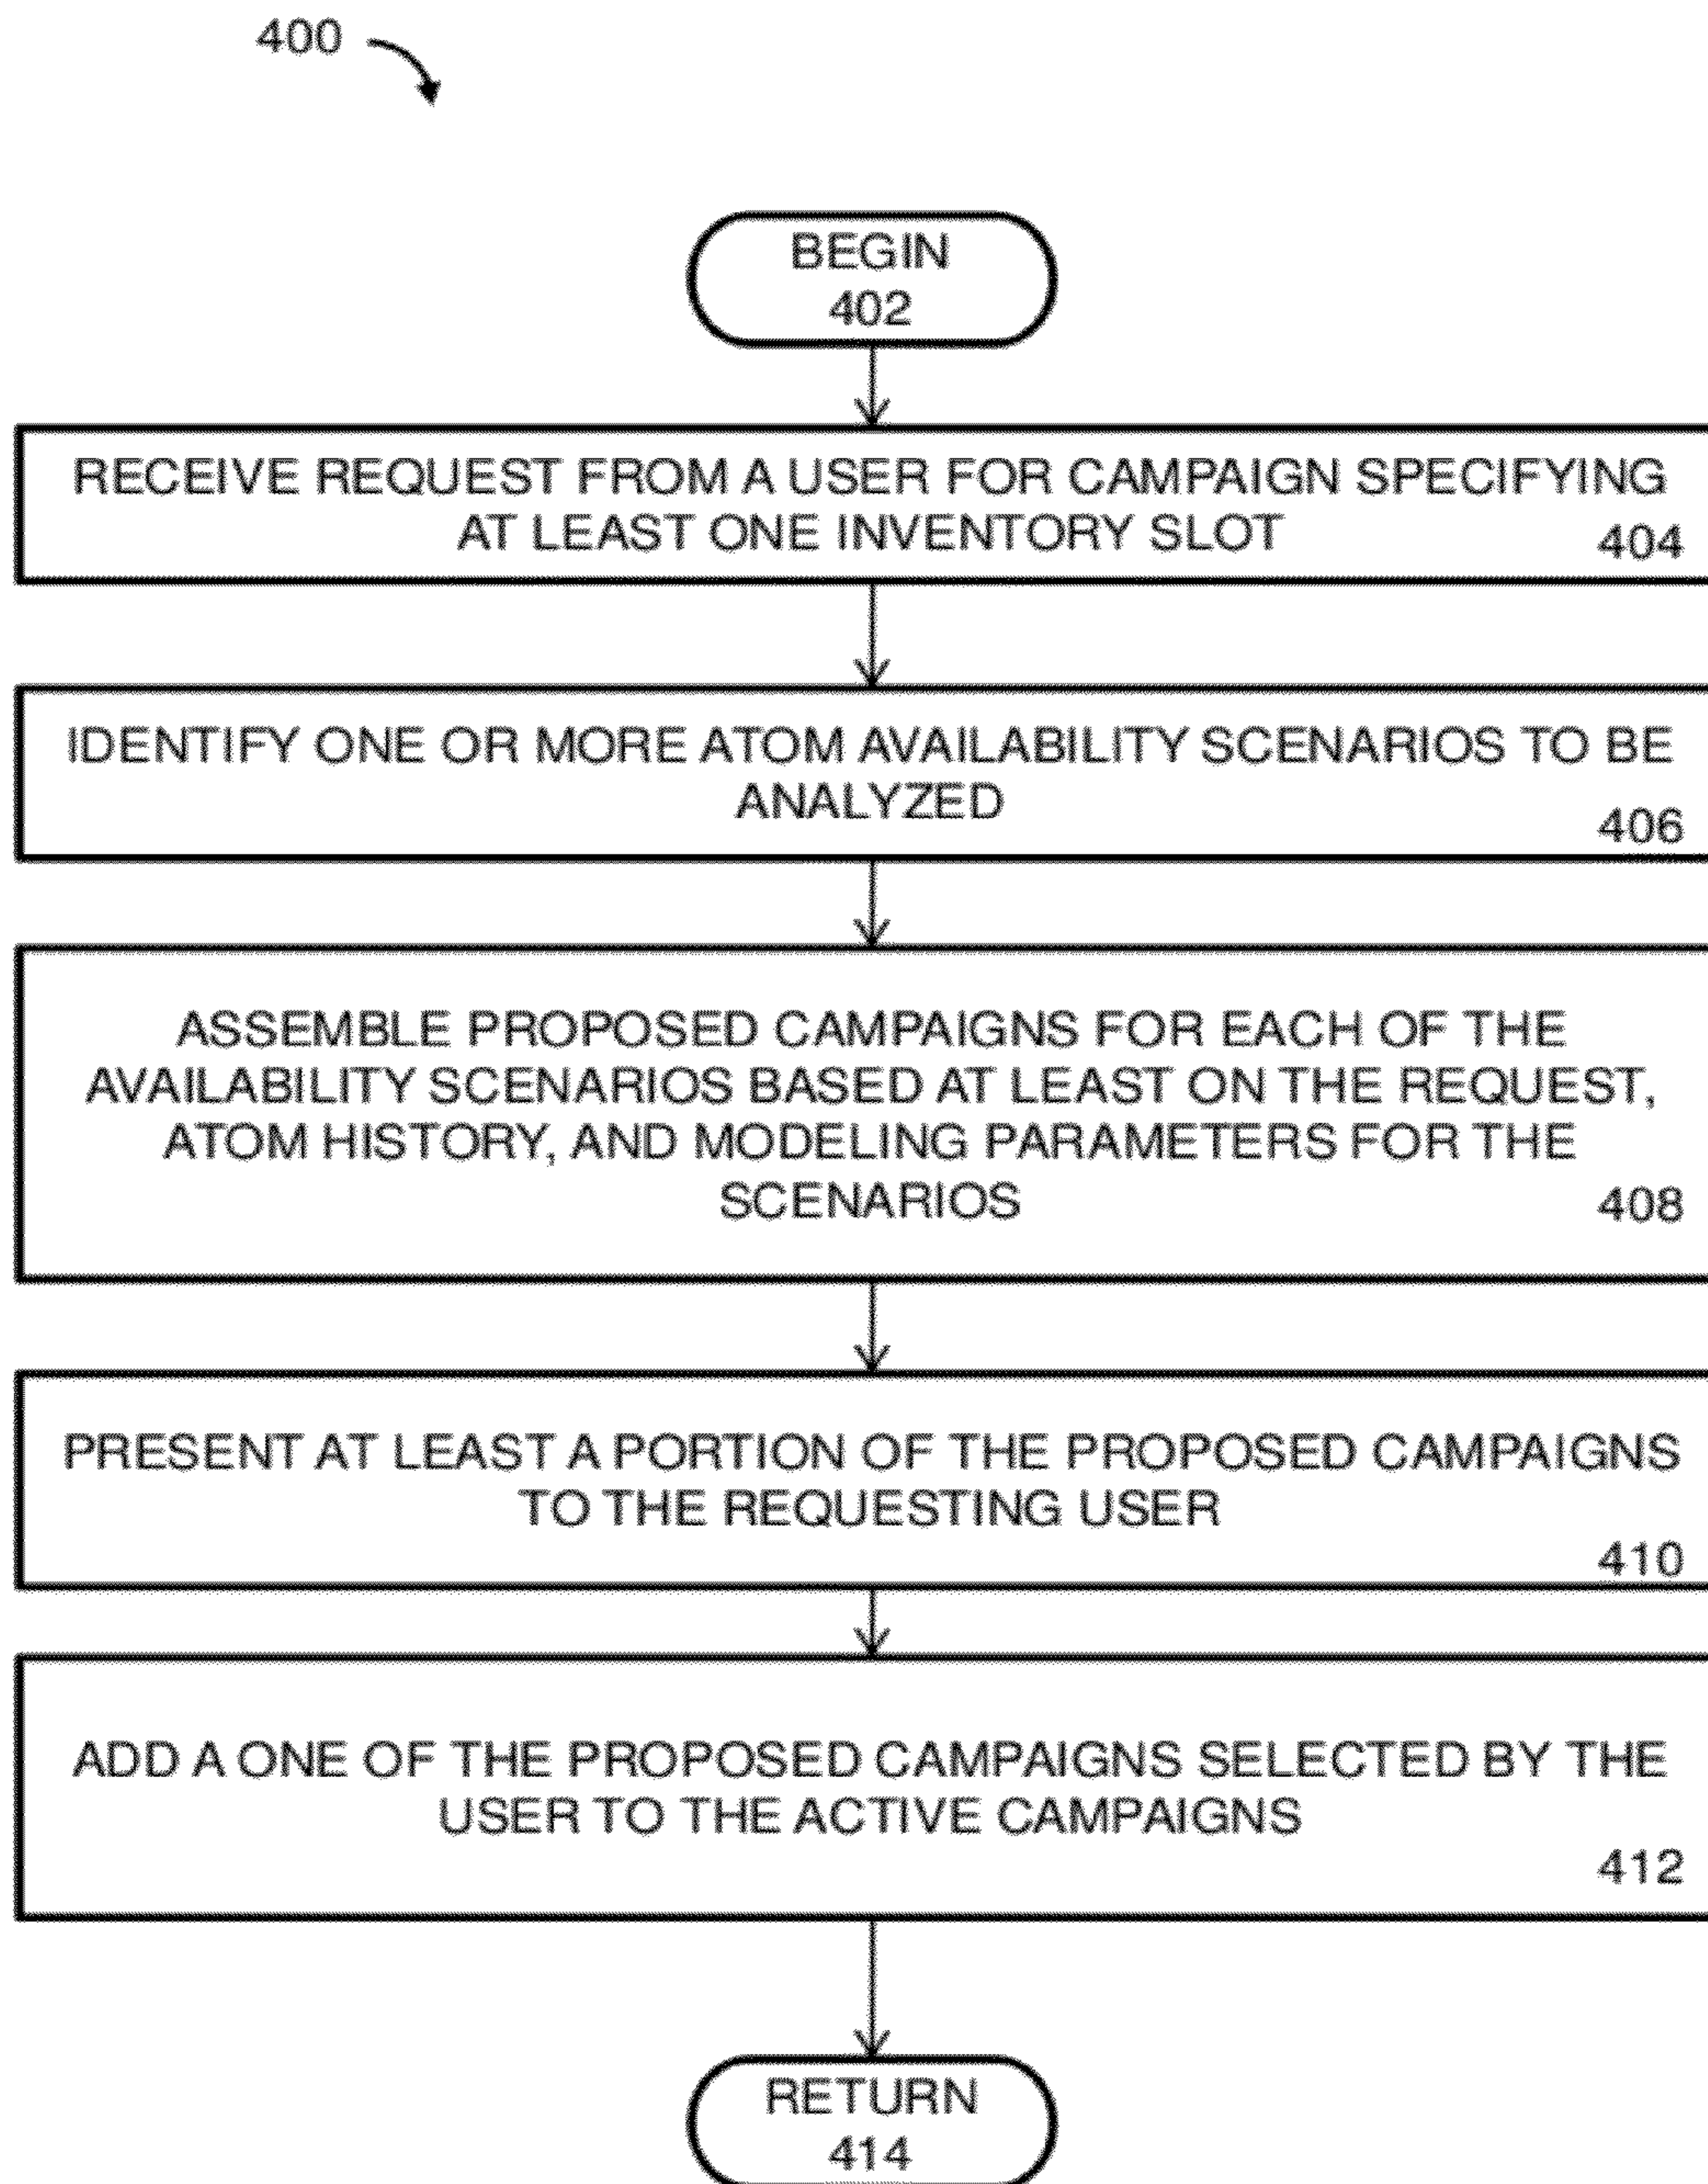 400
BEGIN
402
RECEIVE REQUEST FROM A USER FOR CAMPAIGN SPECIFYING
AT LEAST ONE INVENTORY SLOT
404
IDENTIFY ONE OR MORE ATOM AVAILABILITY SCENARIOS TO BE
ANALYZED
406
ASSEMBLE PROPOSED CAMPAIGNS FOR EACH OF THE
AVAILABILITY SCENARIOS BASED AT LEAST ON THE REQUEST,
ATOM HISTORY, AND MODELING PARAMETERS FOR THE
SCENARIOS
408
PRESENT AT LEAST A PORTION OF THE PROPOSED CAMPAIGNS
TO THE REQUESTING USER
410
ADD A ONE OF THE PROPOSED CAMPAIGNS SELECTED BY THE
USER TO THE ACTIVE CAMPAIGNS
412
RETURN
414